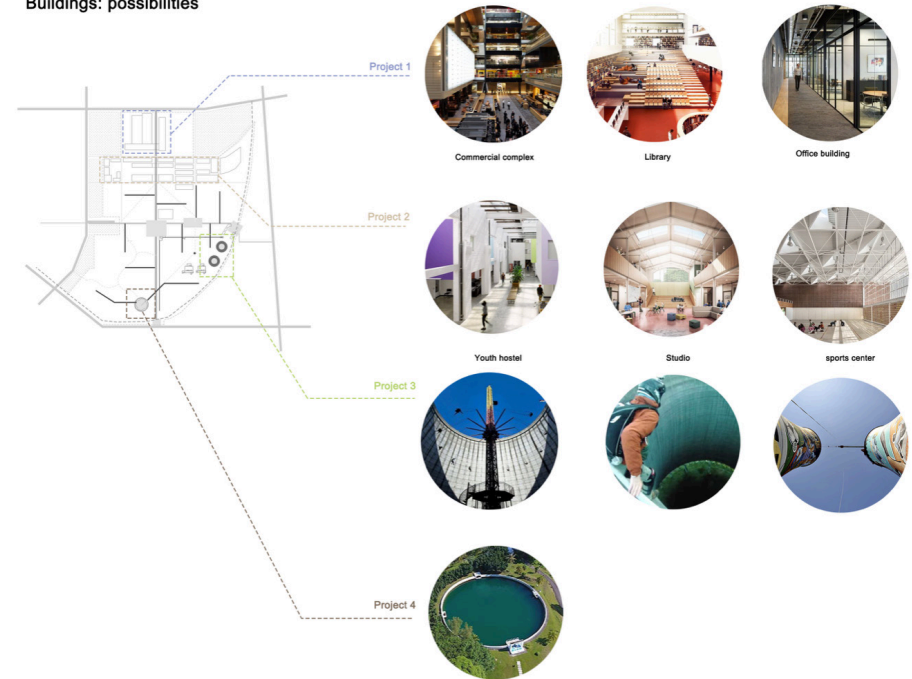 Buildings: possibilities
Project 1
Commercial complex
Library
Office building
Project 2
Youth hostel
Studio
sports center
Project 3
Project 4